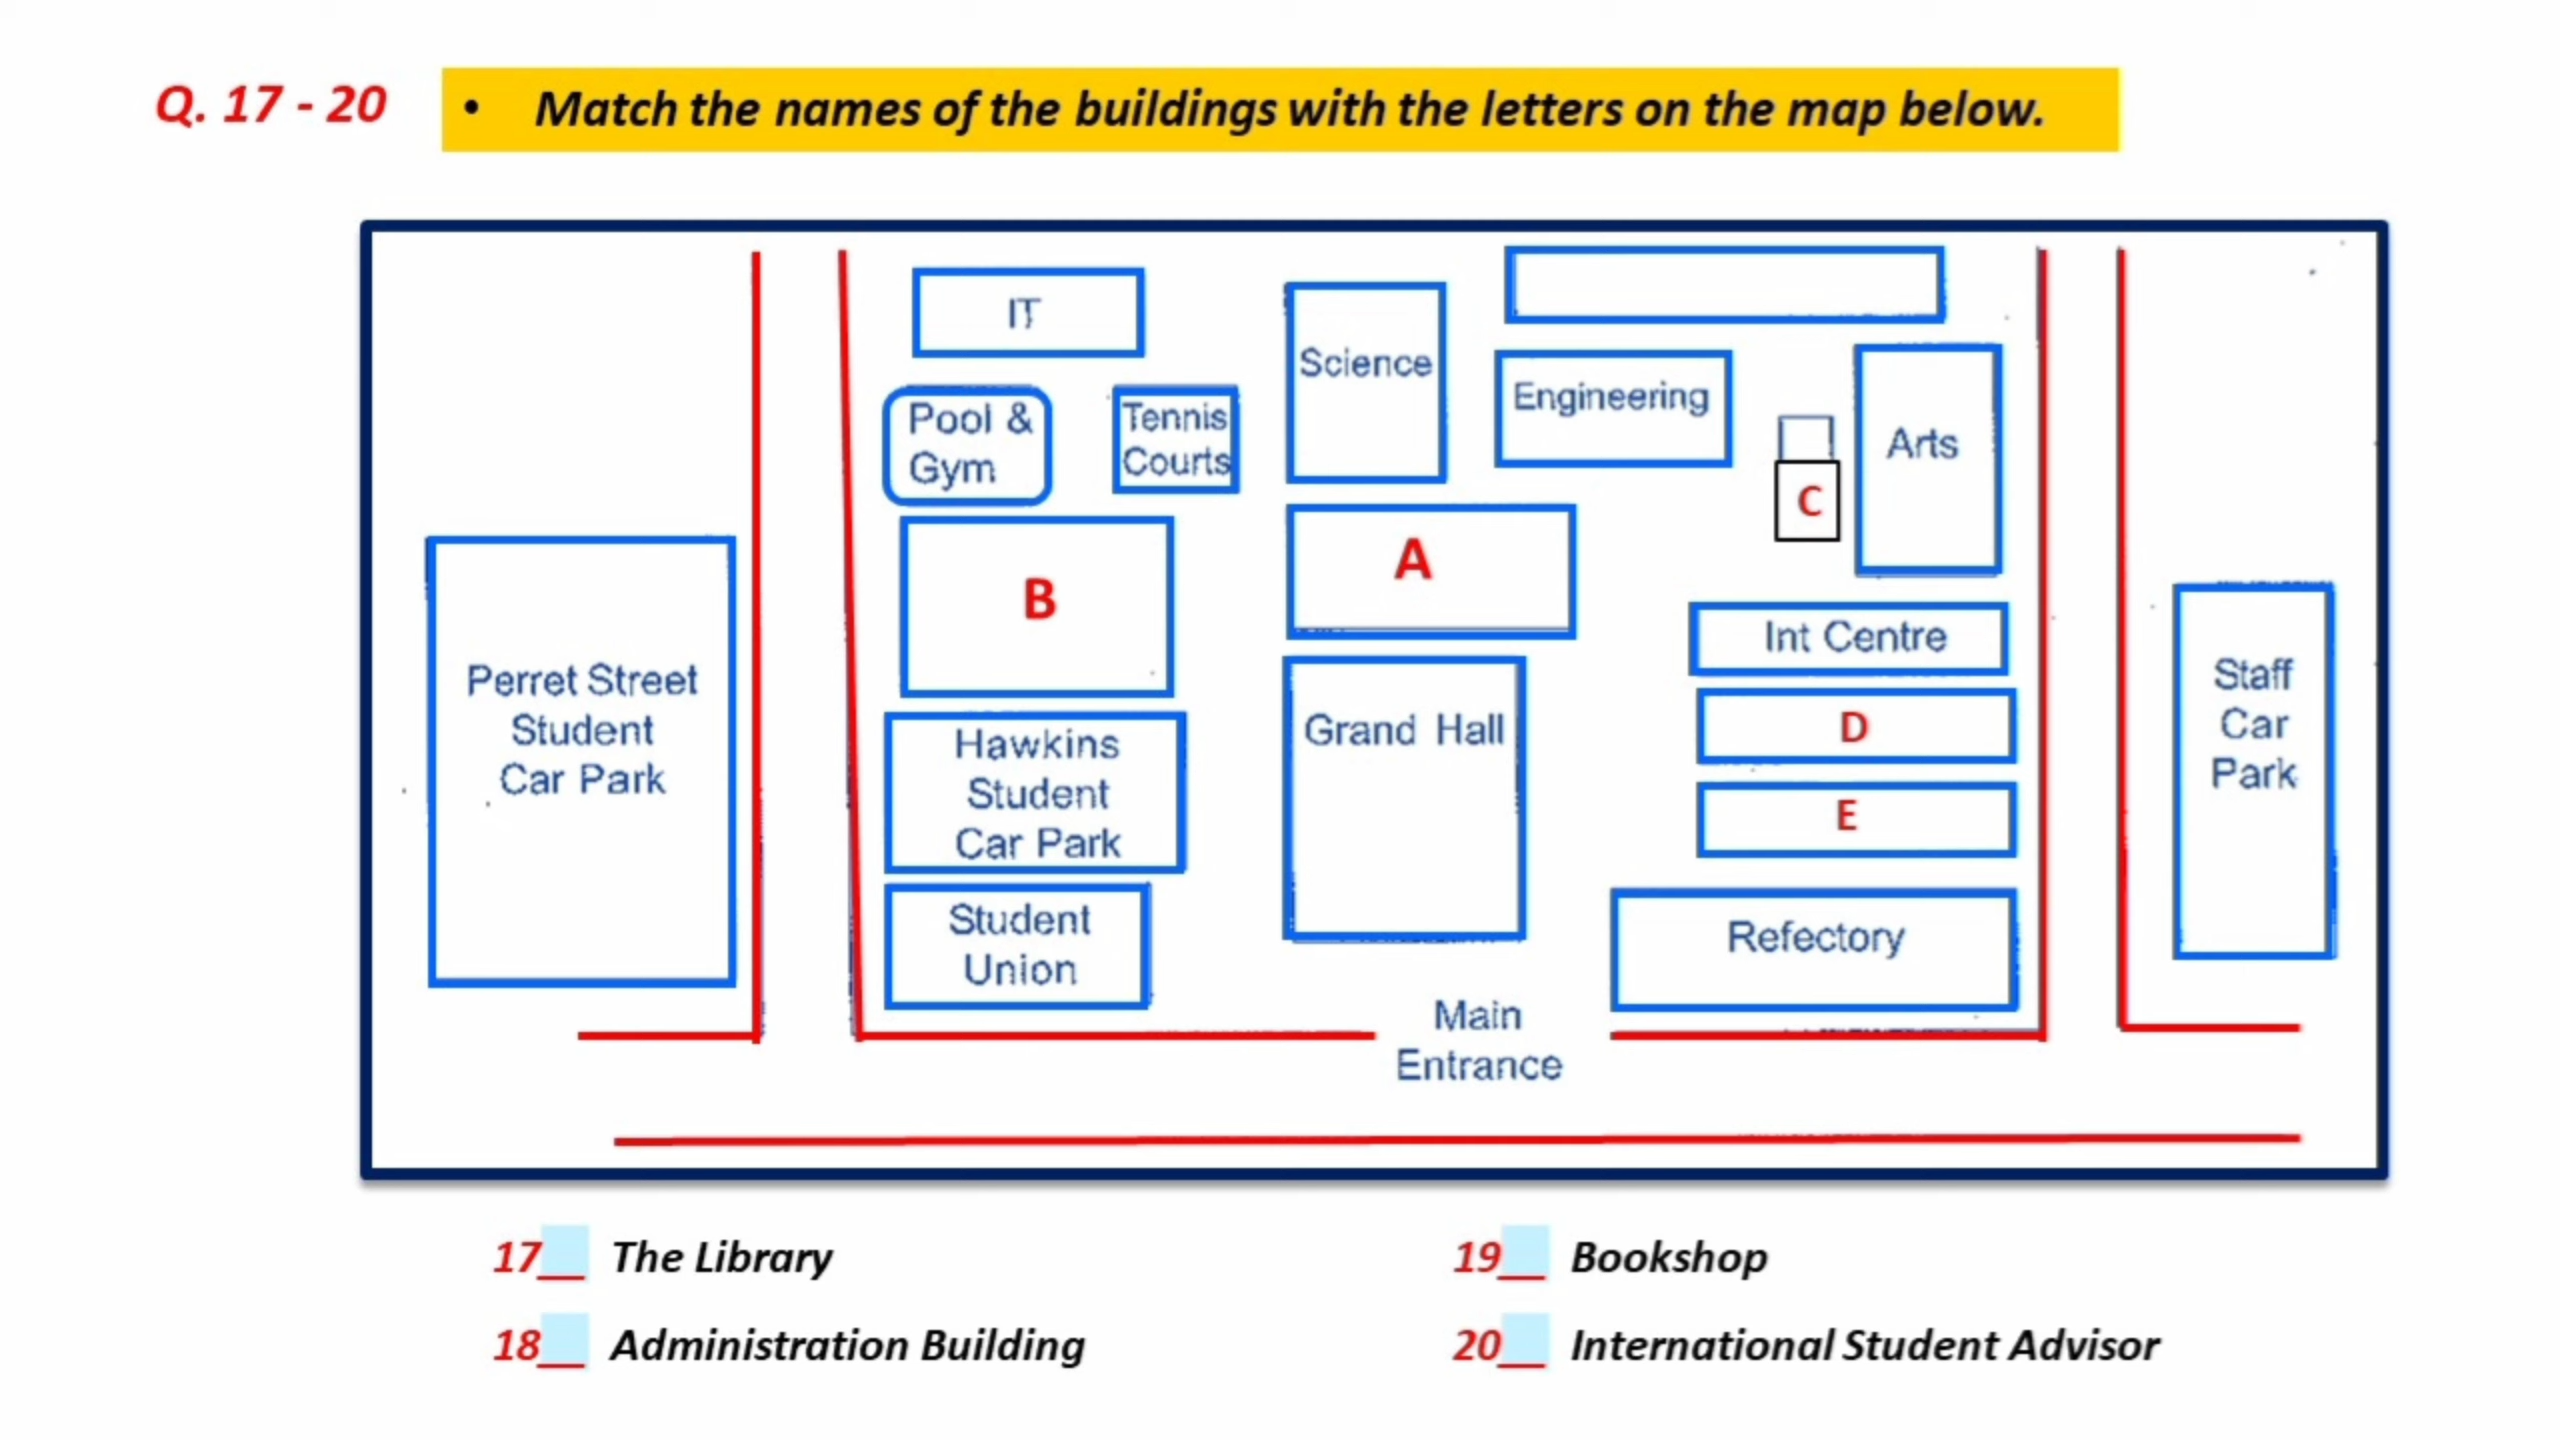 Q. 17 - 20
• Match the names of the buildings with the letters on the map below.
IT
Science
Engineering
Pool &
Gym
Tennis
Courts
Arts
C
A
B
Perret Street
Student
Car Park
Int Centre
Staff
Car
Park
Hawkins
Student
Car Park
Grand Hall
D
E
Student
Union
Refectory
Main
Entrance
17__ The Library
18__ Administration Building
19__ Bookshop
20__ International Student Advisor